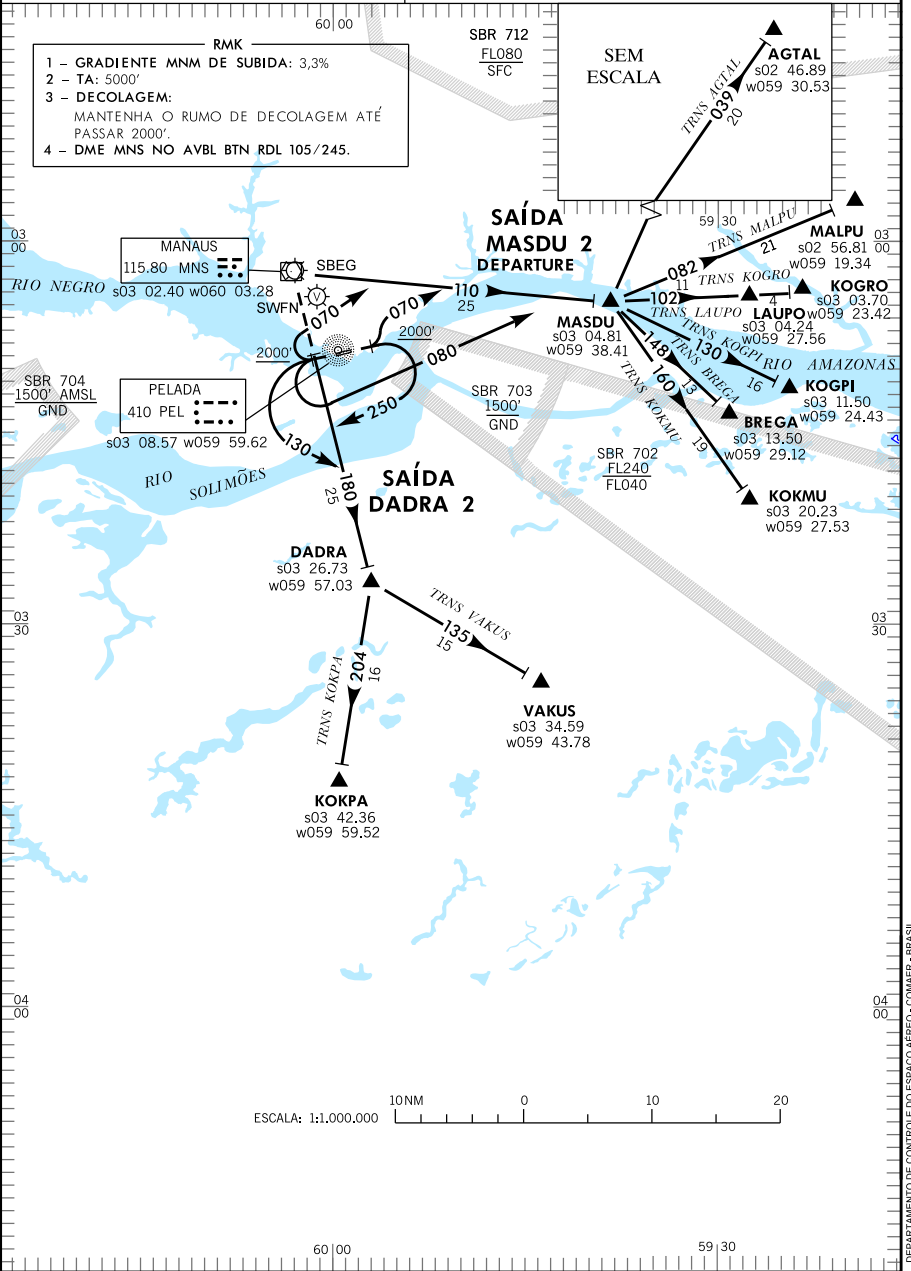 60 00
RMK
1 – GRADIENTE MNM DE SUBIDA: 3,3%
2 – TA: 5000'
3 – DECOLAGEM:
MANTENHA O RUMO DE DECOLAGEM ATÉ
PASSAR 2000'.
4 – DME MNS NO AVBL BTN RDL 105/245.
SBR 712
FL080
SFC
SEM
ESCALA
AGTAL
s02 46.89
w059 30.53
TRNS AGTAL
039
20
59 30
03
00
MANAUS
115.80 MNS
s03 02.40 w060 03.28
SBEG
SWFN
V
RIO NEGRO
SAÍDA
MASDU 2
DEPARTURE
TRNS MALPU
082
21
MALPU
s02 56.81
w059 19.34
03
00
110
25
MASDU
s03 04.81
w059 38.41
11
TRNS KOGRO
102
4
KOGRO
s03 03.70
w059 23.42
TRNS LAUPO
LAUPO
s03 04.24
w059 27.56
TRNS KOGPI
130
16
RIO AMAZONAS
KOGPI
s03 11.50
w059 24.43
148
TRNS BREGA
13
BREGA
s03 13.50
w059 29.12
160
TRNS KOKMU
19
KOKMU
s03 20.23
w059 27.53
070
070
2000'
2000'
080
250
130
SBR 704
1500' AMSL
GND
PELADA
410 PEL
s03 08.57 w059 59.62
SBR 703
1500'
GND
SBR 702
FL240
FL040
RIO SOLIMÕES
180
25
SAÍDA
DADRA 2
DADRA
s03 26.73
w059 57.03
03
30
03
30
TRNS VAKUS
135
15
VAKUS
s03 34.59
w059 43.78
TRNS KOKPA
204
16
KOKPA
s03 42.36
w059 59.52
04
00
04
00
ESCALA: 1:1.000.000
10NM 0 10 20
60 00
59 30
DEPARTAMENTO DE CONTROLE DO ESPAÇO AÉREO - COMAER - BRASIL